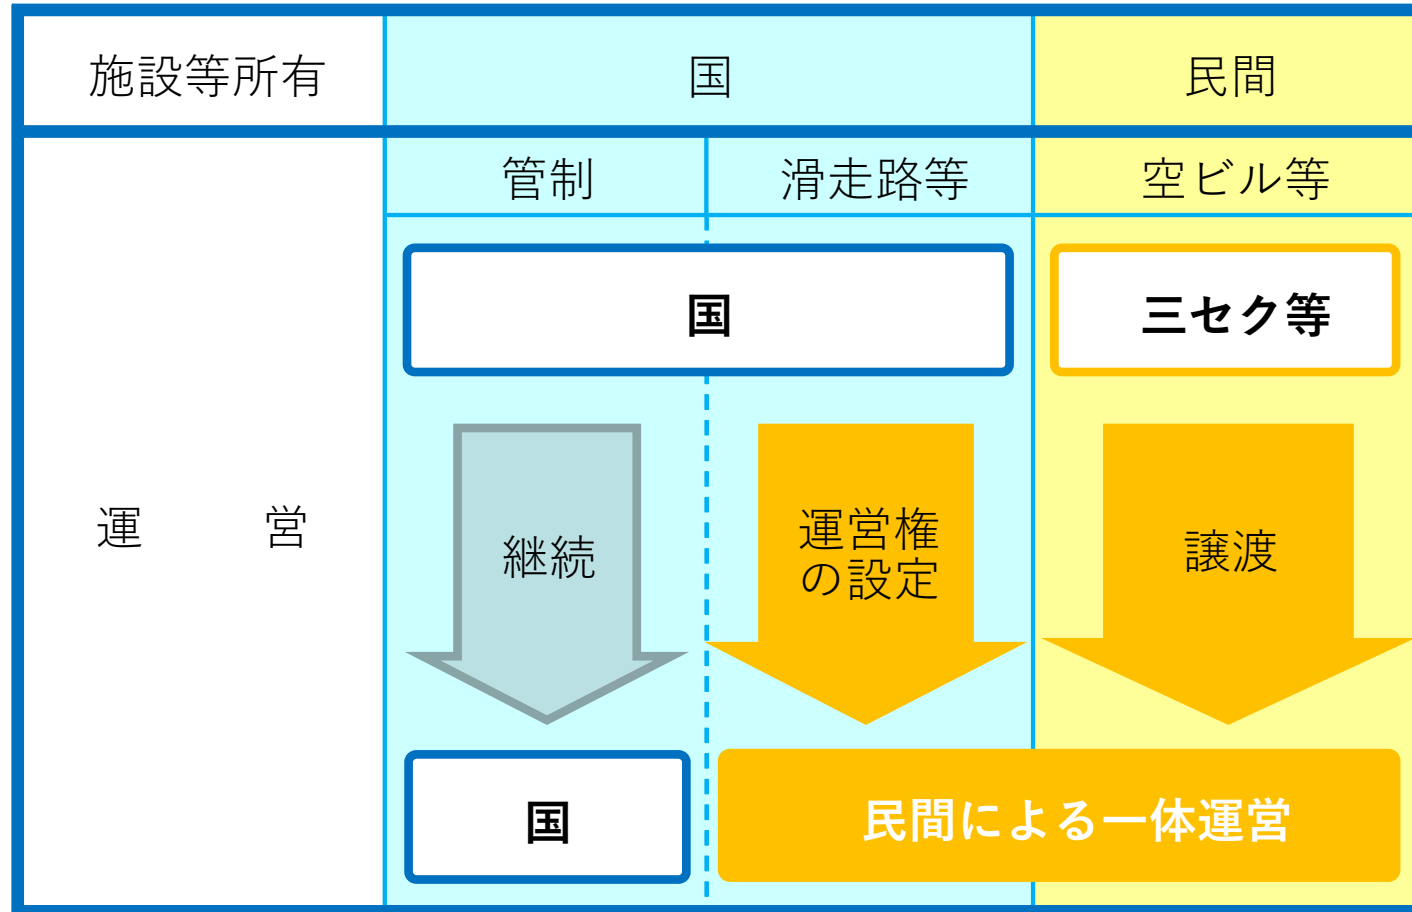 施設等所有
国
民間
管制
滑走路等
空ビル等
国
三セク等
運 営
継続
運営権
の設定
譲渡
国
民間による一体運営